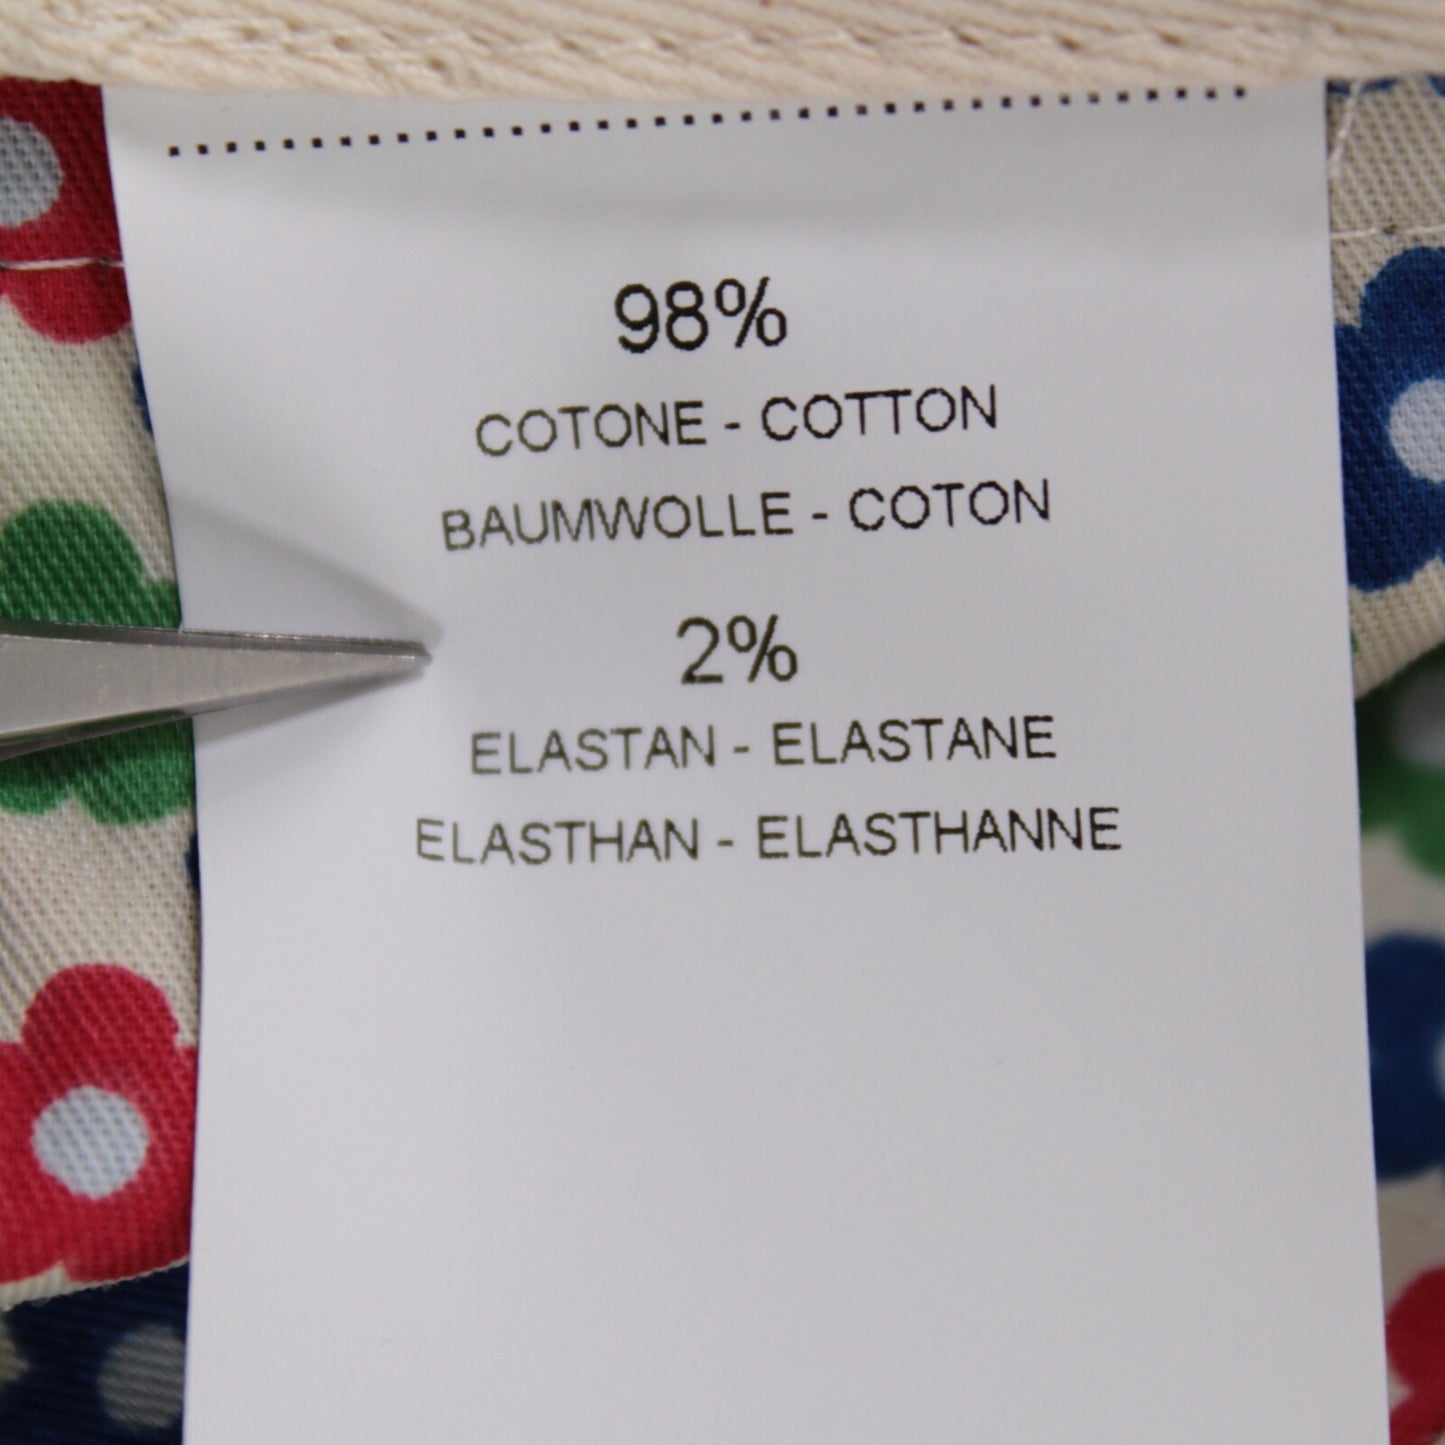 98%
COTONE - COTTON
BAUMWOLLE - COTON
2%
ELASTAN - ELASTANE
ELASTHAN - ELASTHANNE